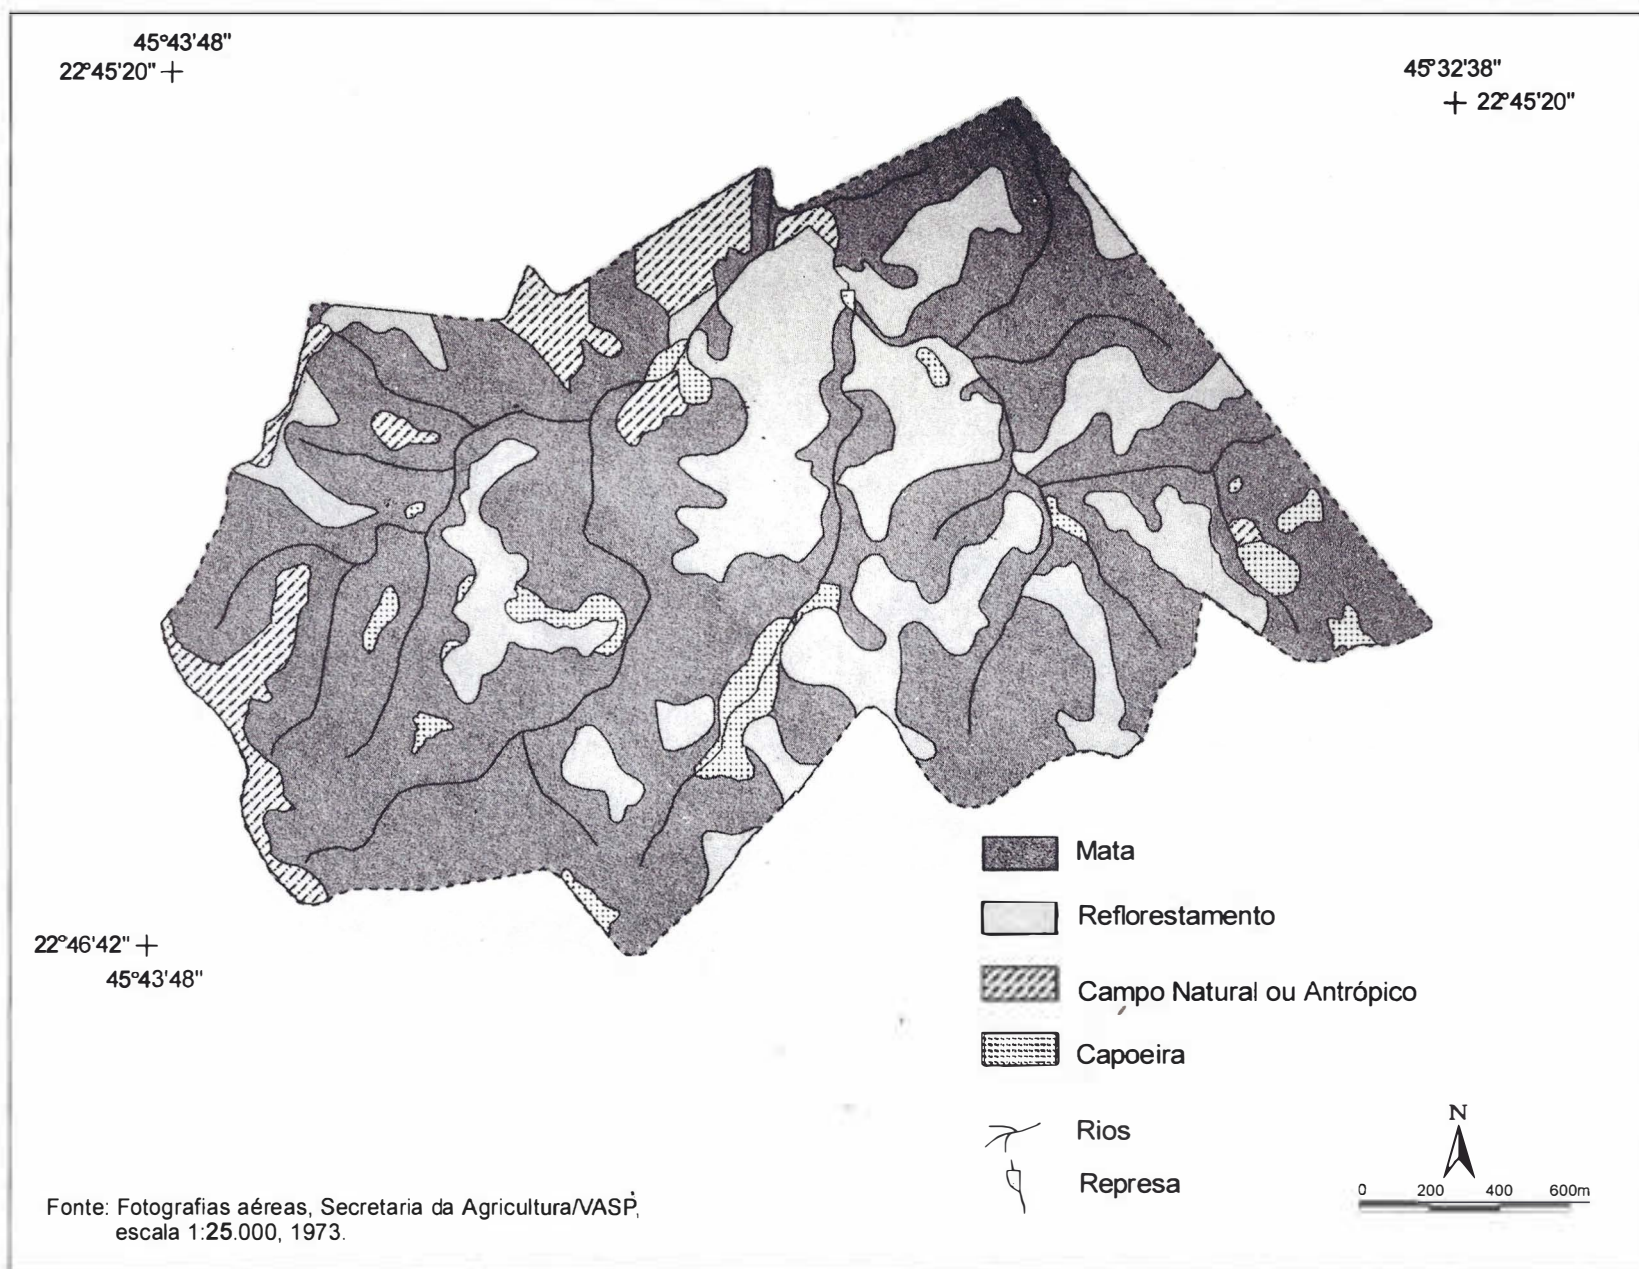 45°43'48"
22°45'20"
45°32'38"
22°45'20"
Mata
Reflorestamento
Campo Natural ou Antrópico
Capoeira
Rios
Represa
22°46'42"
45°43'48"
N
0 200 400 600m
Fonte: Fotografias aéreas, Secretaria da Agricultura/VASP,
escala 1:25.000, 1973.